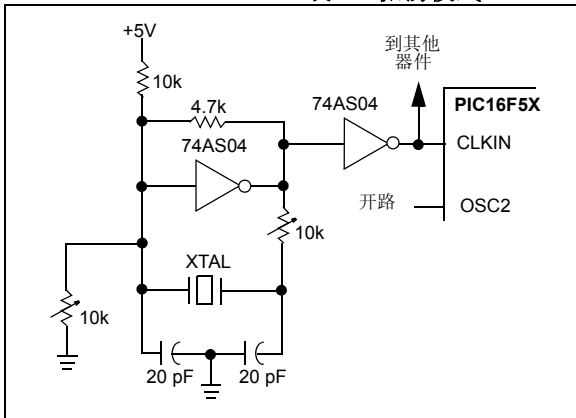 +5V
10k
4.7k
74AS04
74AS04
到其他
器件
PIC16F5X
CLKIN
开路
OSC2
10k
XTAL
10k
20 pF
20 pF